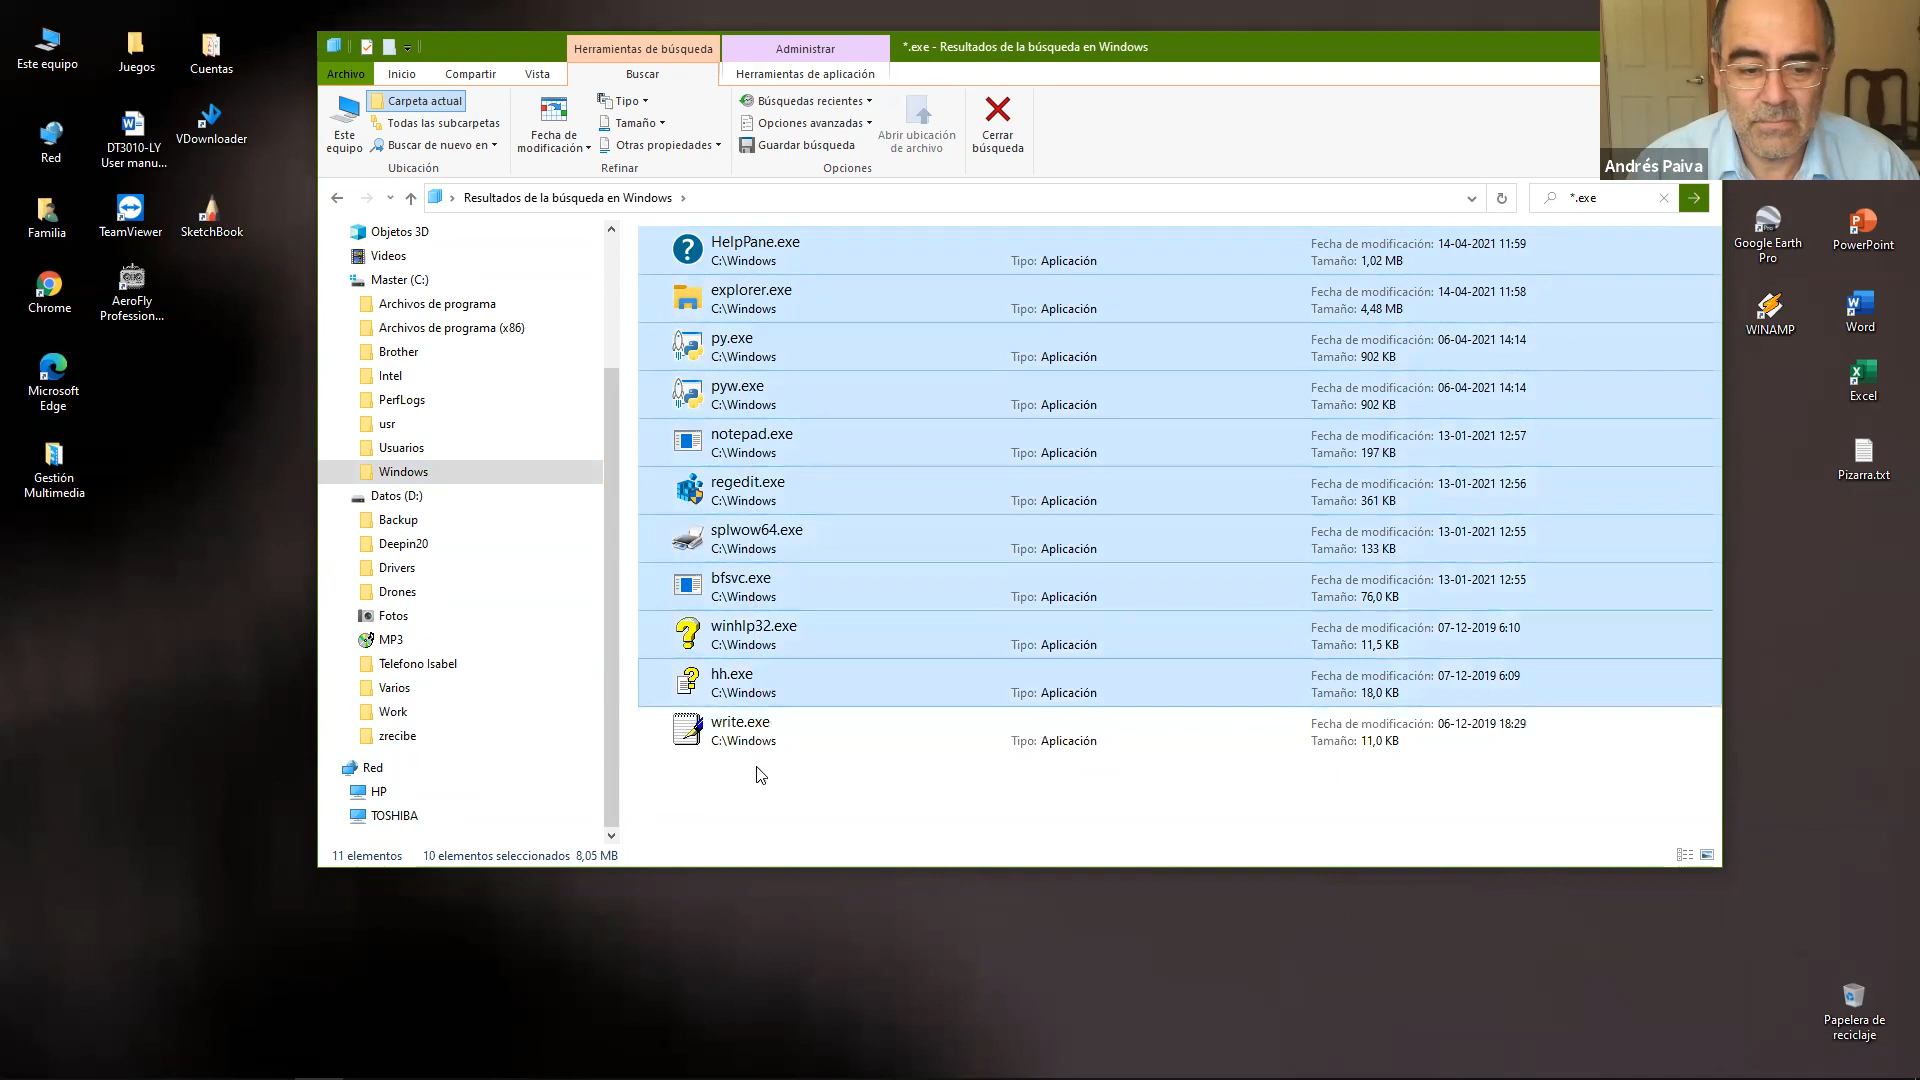 Este equipo
Juegos
Cuentas
Red
DT3010-LY
User manu...
VDownloader
Familia
TeamViewer
SketchBook
Chrome
AeroFly
Profession...
Microsoft
Edge
Gestión
Multimedia
Herramientas de búsqueda
Administrar
*.exe - Resultados de la búsqueda en Windows
Archivo
Inicio
Compartir
Vista
Buscar
Herramientas de aplicación
Este
equipo
Carpeta actual
Todas las subcarpetas
Buscar de nuevo en
Ubicación
Fecha de
modificación
Tipo
Tamaño
Otras propiedades
Refinar
Búsquedas recientes
Opciones avanzadas
Guardar búsqueda
Abrir ubicación
de archivo
Opciones
Cerrar
búsqueda
Andrés Paiva
Resultados de la búsqueda en Windows
*.exe
Objetos 3D
Videos
Master (C:)
Archivos de programa
Archivos de programa (x86)
Brother
Intel
PerfLogs
usr
Usuarios
Windows
Datos (D:)
Backup
Deepin20
Drivers
Drones
Fotos
MP3
Telefono Isabel
Varios
Work
zrecibe
Red
HP
TOSHIBA
HelpPane.exe
C:\Windows
Tipo: Aplicación
Fecha de modificación: 14-04-2021 11:59
Tamaño: 1,02 MB
explorer.exe
C:\Windows
Tipo: Aplicación
Fecha de modificación: 14-04-2021 11:58
Tamaño: 4,48 MB
py.exe
C:\Windows
Tipo: Aplicación
Fecha de modificación: 06-04-2021 14:14
Tamaño: 902 KB
pyw.exe
C:\Windows
Tipo: Aplicación
Fecha de modificación: 06-04-2021 14:14
Tamaño: 902 KB
notepad.exe
C:\Windows
Tipo: Aplicación
Fecha de modificación: 13-01-2021 12:57
Tamaño: 197 KB
regedit.exe
C:\Windows
Tipo: Aplicación
Fecha de modificación: 13-01-2021 12:56
Tamaño: 361 KB
splwow64.exe
C:\Windows
Tipo: Aplicación
Fecha de modificación: 13-01-2021 12:55
Tamaño: 133 KB
bfsvc.exe
C:\Windows
Tipo: Aplicación
Fecha de modificación: 13-01-2021 12:55
Tamaño: 76,0 KB
winhlp32.exe
C:\Windows
Tipo: Aplicación
Fecha de modificación: 07-12-2019 6:10
Tamaño: 11,5 KB
hh.exe
C:\Windows
Tipo: Aplicación
Fecha de modificación: 07-12-2019 6:09
Tamaño: 18,0 KB
write.exe
C:\Windows
Tipo: Aplicación
Fecha de modificación: 06-12-2019 18:29
Tamaño: 11,0 KB
11 elementos
10 elementos seleccionados 8,05 MB
Google Earth
Pro
PowerPoint
WINAMP
Word
Excel
Pizarra.txt
Papelera de
reciclaje